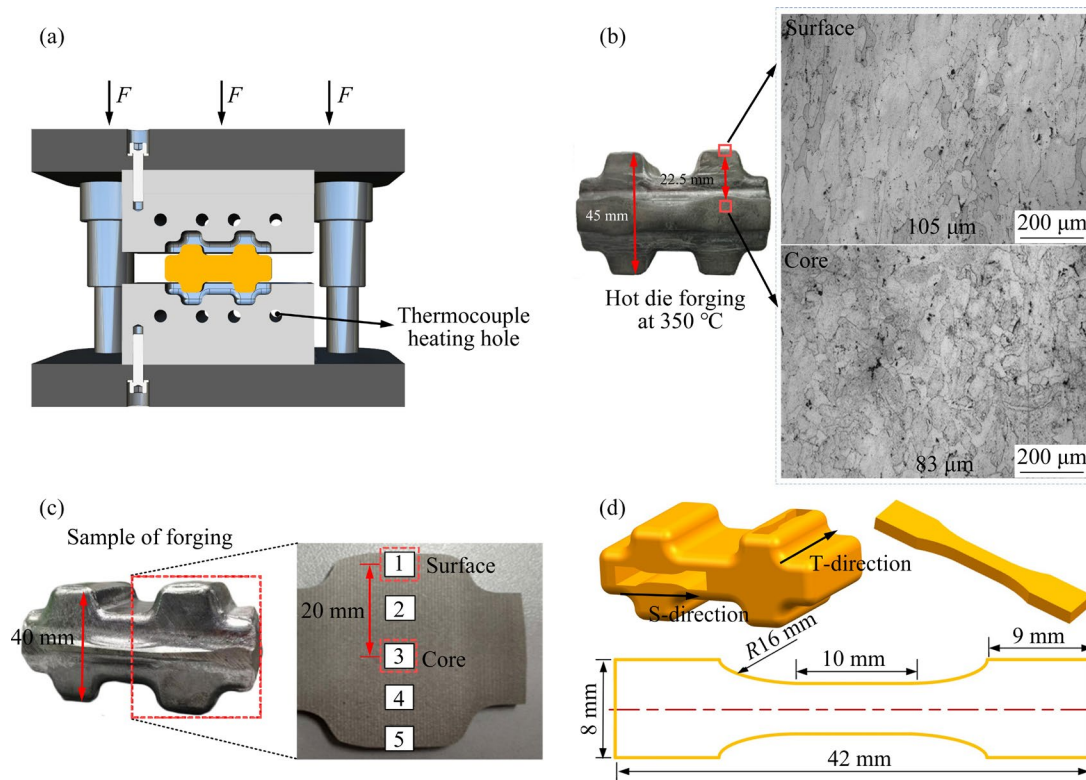 (a)
F
F
F
Thermocouple
heating hole
(b)
45 mm
22.5 mm
Hot die forging
at 350 ℃
Surface
105 μm
200 μm
Core
83 μm
200 μm
(c)
Sample of forging
40 mm
20 mm
1
Surface
2
3
Core
4
5
(d)
T-direction
S-direction
R16 mm
10 mm
9 mm
8 mm
42 mm